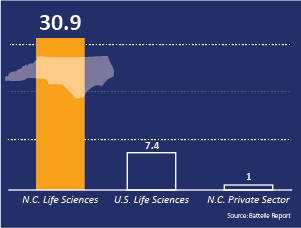 30.9
7.4
1
N.C. Life Sciences U.S. Life Sciences N.C. Private Sector
Source: Battelle Report